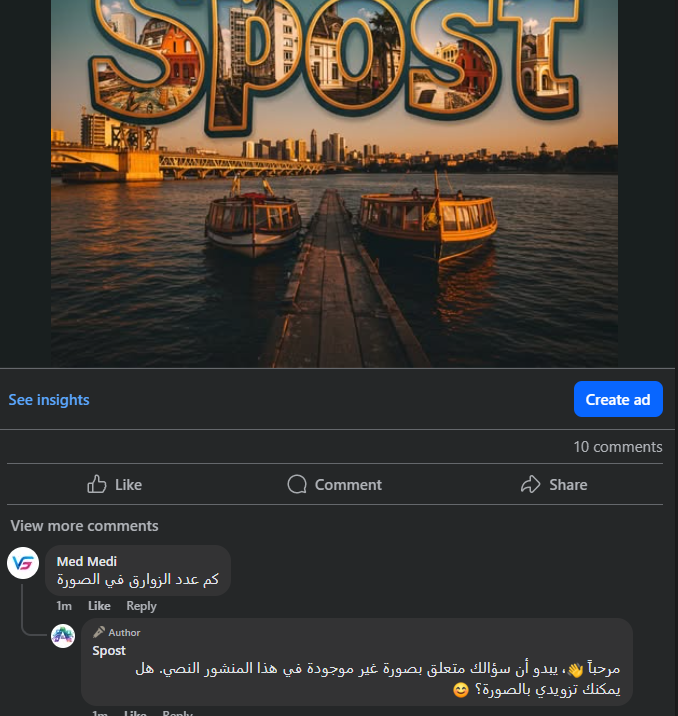 Spost
See insights
Create ad
10 comments
Like
Comment
Share
View more comments
Med Medi
كم عدد الزوارق في الصورة
1m Like Reply
Author
Spost
مرحباً 👋، يبدو أن سؤالك متعلق بصورة غير موجودة في هذا المنشور النصي. هل
يمكنك تزويدي بالصورة؟ 😊
1m Like Reply